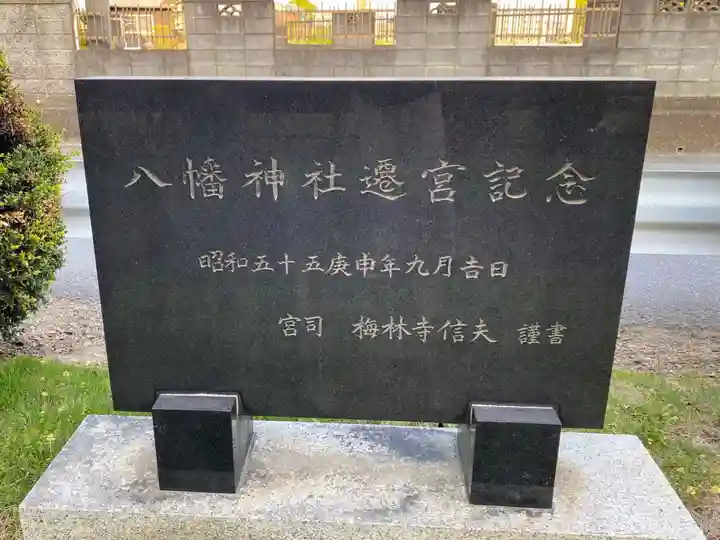 八幡神社遷宮記念
昭和五十五庚申年九月吉日
宮司 梅林寺信夫 謹書